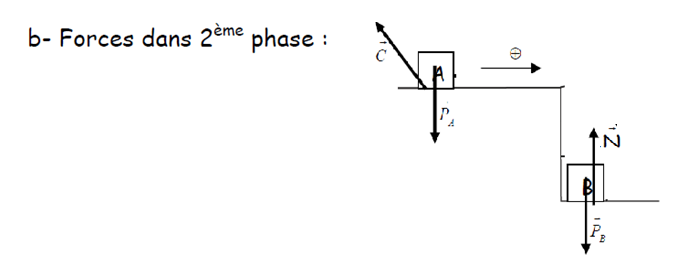 b- Forces dans 2ème phase :
C
A
⊕
P_A
N
B
P_B